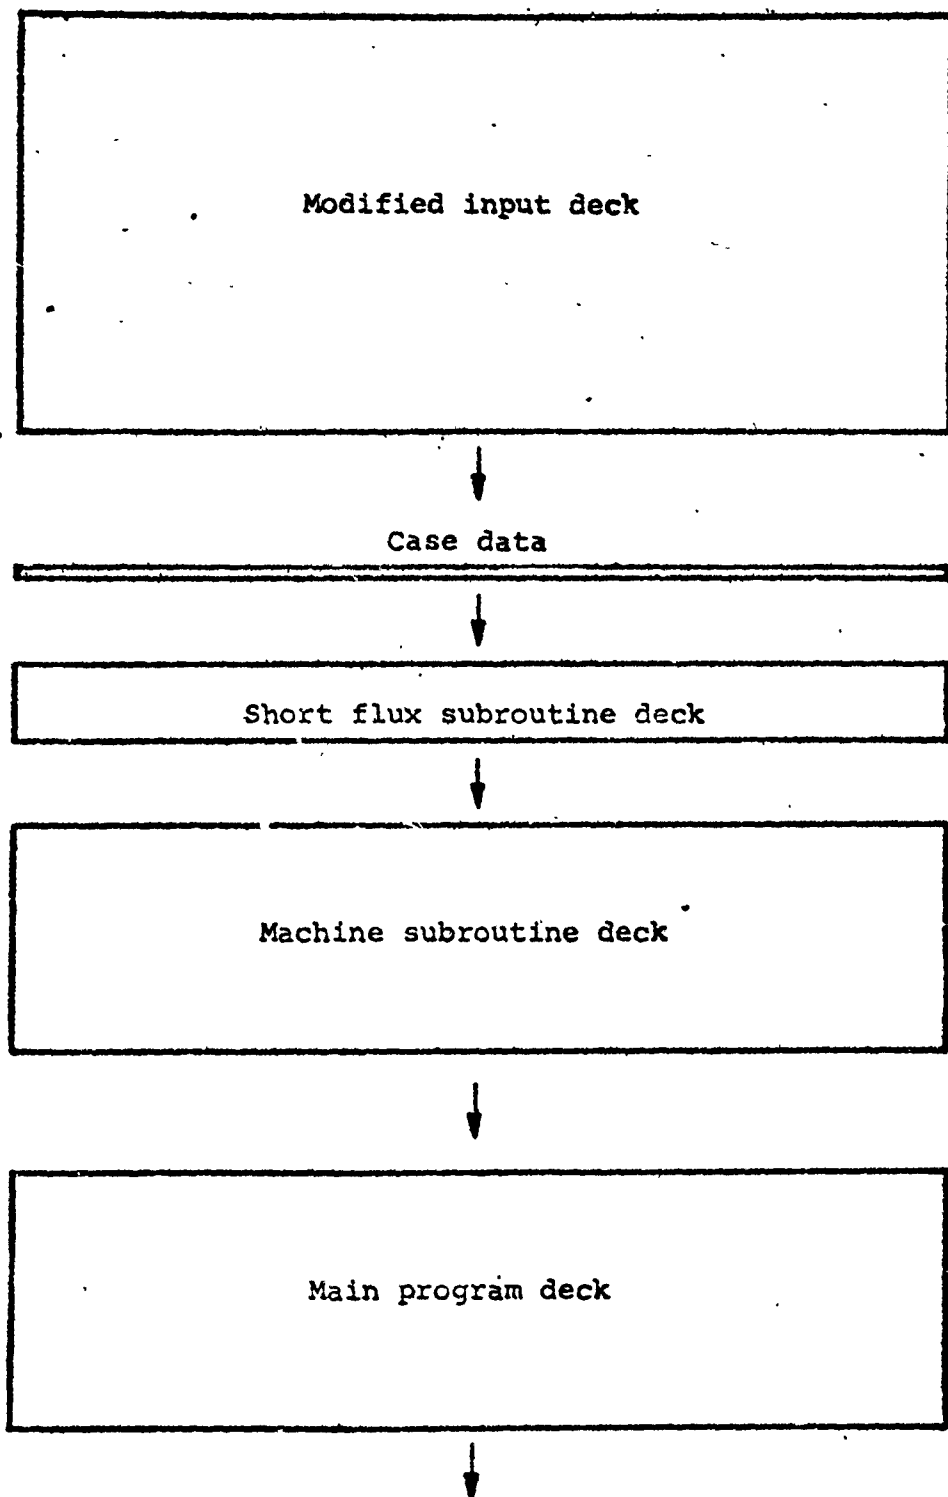 Modified input deck
Case data
Short flux subroutine deck
Machine subroutine deck
Main program deck